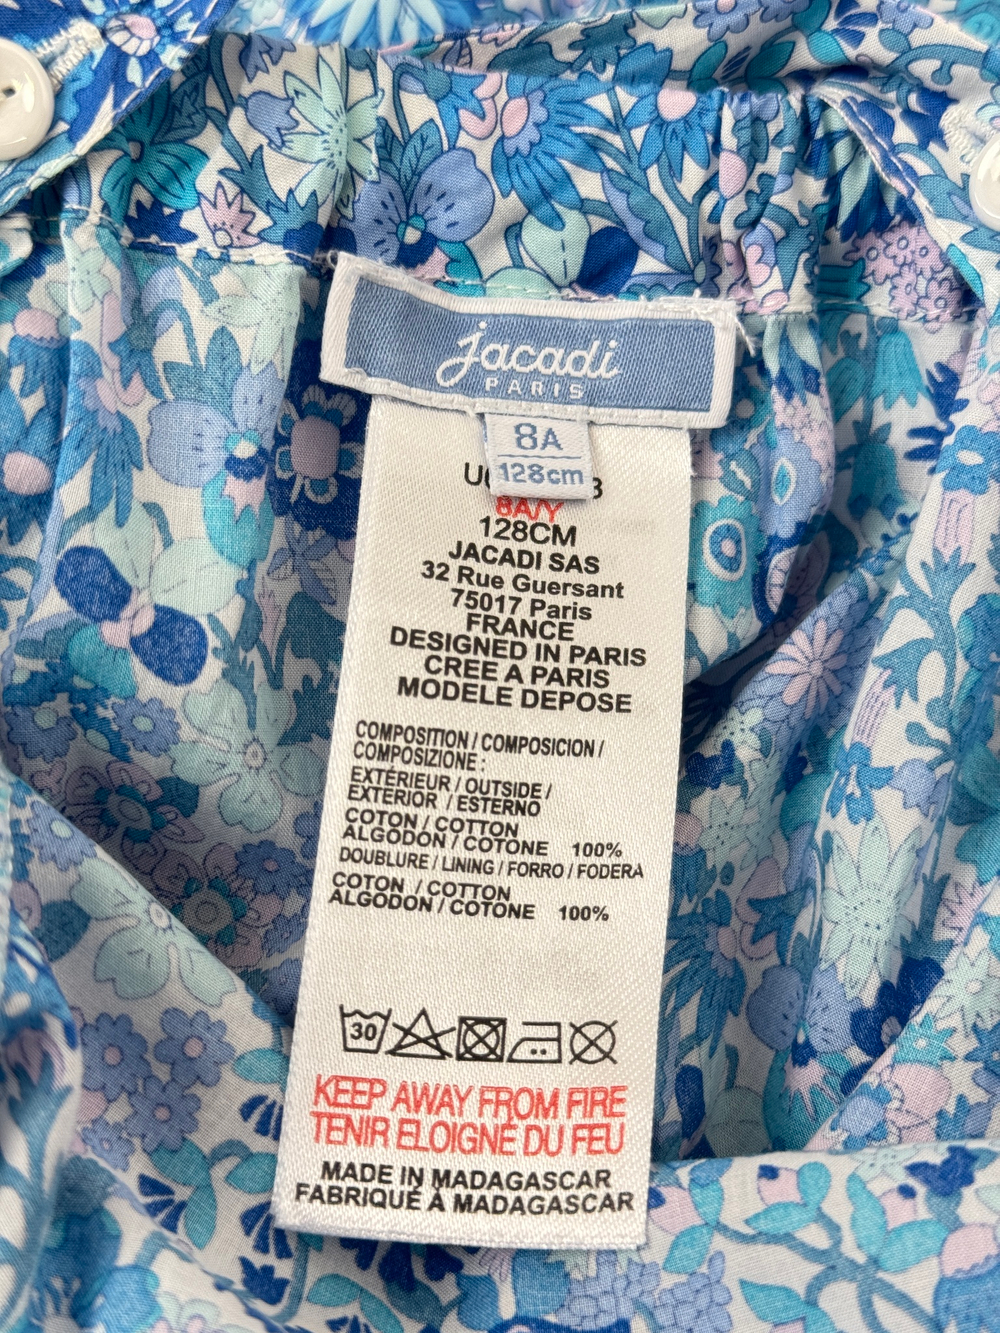 jacadi
PARIS
8A
128cm
8A/Y
128CM
JACADI SAS
32 Rue Guersant
75017 Paris
FRANCE
DESIGNED IN PARIS
CREE A PARIS
MODELE DEPOSE
COMPOSITION / COMPOSICION /
COMPOSIZIONE :
EXTÉRIEUR / OUTSIDE /
EXTERIOR / ESTERNO
COTON / COTTON
ALGODON / COTONE 100%
DOUBLURE / LINING / FORRO / FODERA
COTON / COTTON
ALGODON / COTONE 100%
30
KEEP AWAY FROM FIRE
TENIR ELOIGNE DU FEU
MADE IN MADAGASCAR
FABRIQUÉ A MADAGASCAR